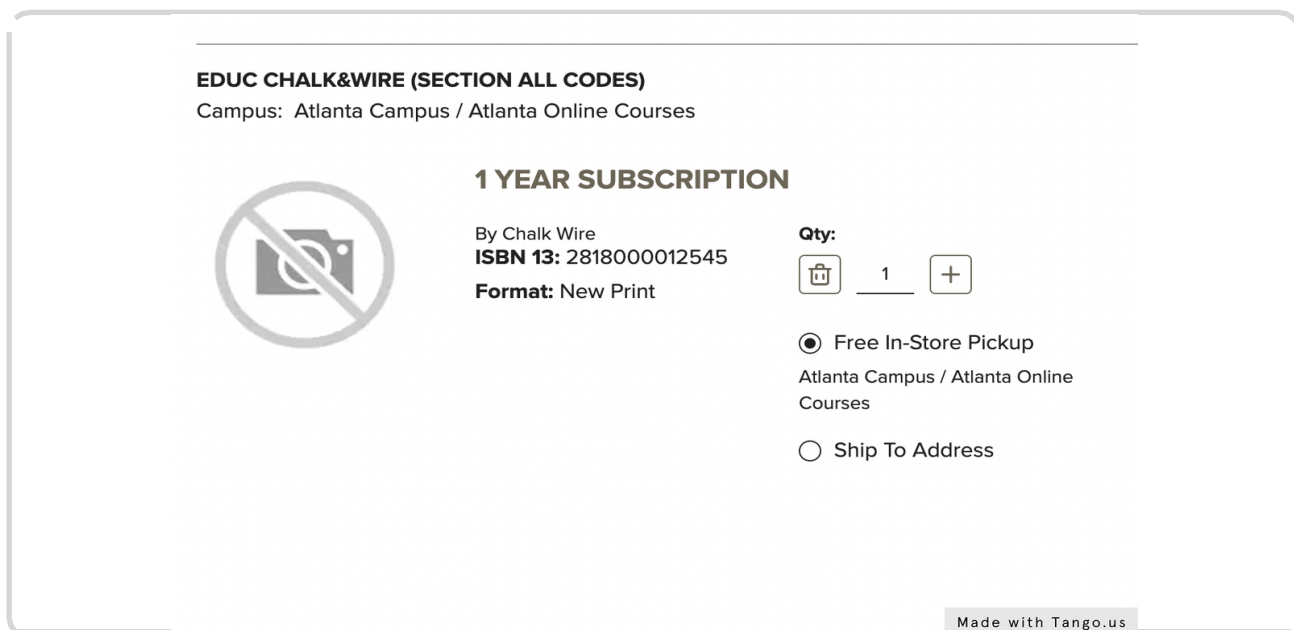 EDUC CHALK&WIRE (SECTION ALL CODES)
Campus: Atlanta Campus / Atlanta Online Courses
1 YEAR SUBSCRIPTION
By Chalk Wire
ISBN 13: 2818000012545
Format: New Print
Qty:
1
Free In-Store Pickup
Atlanta Campus / Atlanta Online
Courses
Ship To Address
Made with Tango.us